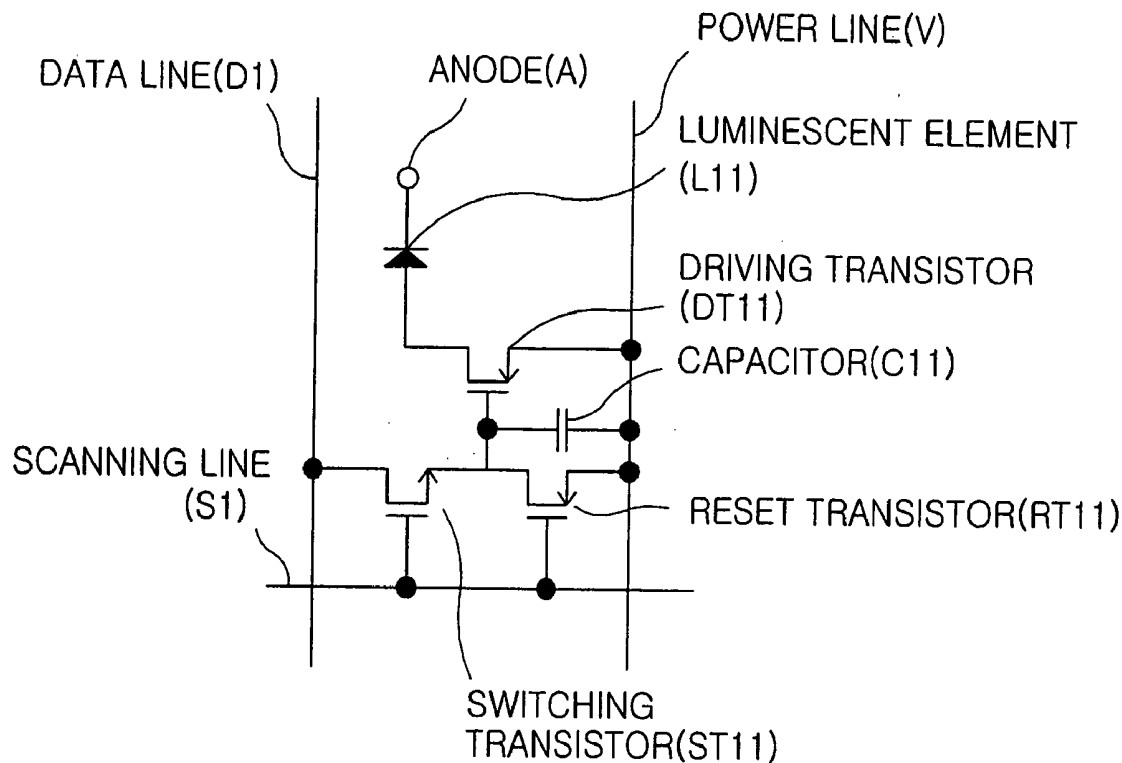 POWER LINE(V)
DATA LINE(D1)
ANODE(A)
LUMINESCENT ELEMENT
(L11)
DRIVING TRANSISTOR
(DT11)
CAPACITOR(C11)
SCANNING LINE
(S1)
RESET TRANSISTOR(RT11)
SWITCHING
TRANSISTOR(ST11)